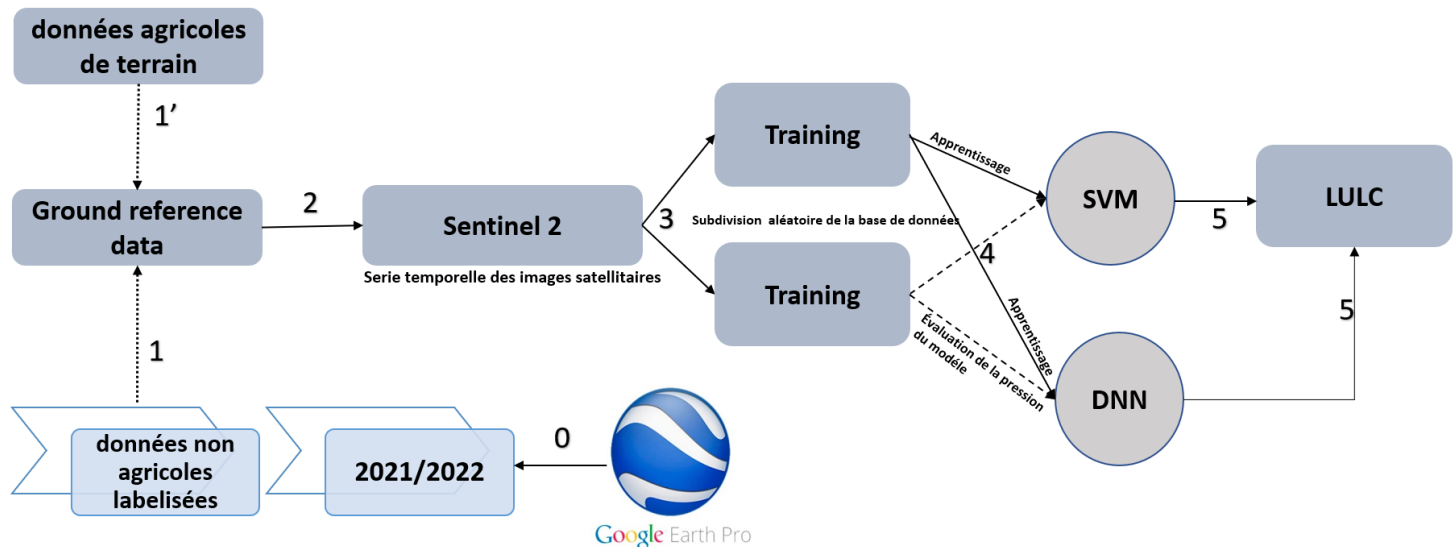 données agricoles
de terrain
1’
Ground reference
data
2
Sentinel 2
Serie temporelle des images satellitaires
3
Training
Subdivision aléatoire de la base de données
Training
Apprentissage
4
Apprentissage
Évaluation de la pression
du modéle
SVM
5
LULC
DNN
5
1
données non
agricoles
labelisées
2021/2022
0
Google Earth Pro